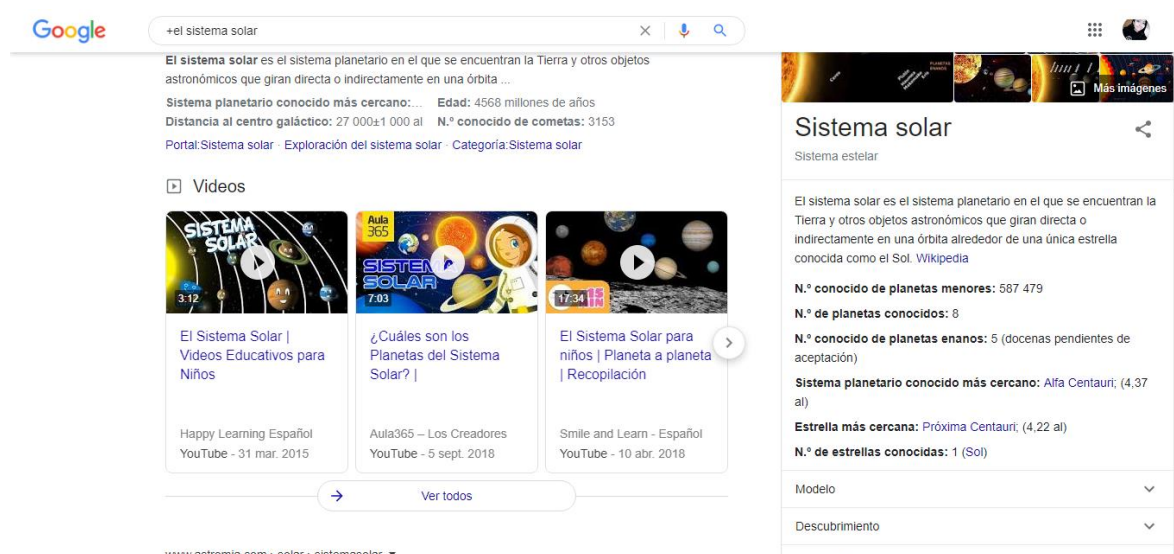 Google
+el sistema solar
El sistema solar es el sistema planetario en el que se encuentran la Tierra y otros objetos
astronómicos que giran directa o indirectamente en una órbita ...
Sistema planetario conocido más cercano:... Edad: 4568 millones de años
Distancia al centro galáctico: 27 000±1 000 al N.º conocido de cometas: 3153
Portal:Sistema solar · Exploración del sistema solar · Categoría:Sistema solar
Videos
SISTEMA
SOLAR
3:12
El Sistema Solar |
Videos Educativos para
Niños
Happy Learning Español
YouTube - 31 mar. 2015
Aula
365
SISTEMA
SOLAR
7:03
¿Cuáles son los
Planetas del Sistema
Solar? |
Aula365 – Los Creadores
YouTube - 5 sept. 2018
17:34
El Sistema Solar para
niños | Planeta a planeta
| Recopilación
Smile and Learn - Español
YouTube - 10 abr. 2018
Ver todos
Más imágenes
Sistema solar
Sistema estelar
El sistema solar es el sistema planetario en el que se encuentran la
Tierra y otros objetos astronómicos que giran directa o
indirectamente en una órbita alrededor de una única estrella
conocida como el Sol. Wikipedia
N.º conocido de planetas menores: 587 479
N.º de planetas conocidos: 8
N.º conocido de planetas enanos: 5 (docenas pendientes de
aceptación)
Sistema planetario conocido más cercano: Alfa Centauri; (4,37
al)
Estrella más cercana: Próxima Centauri; (4,22 al)
N.º de estrellas conocidas: 1 (Sol)
Modelo
Descubrimiento